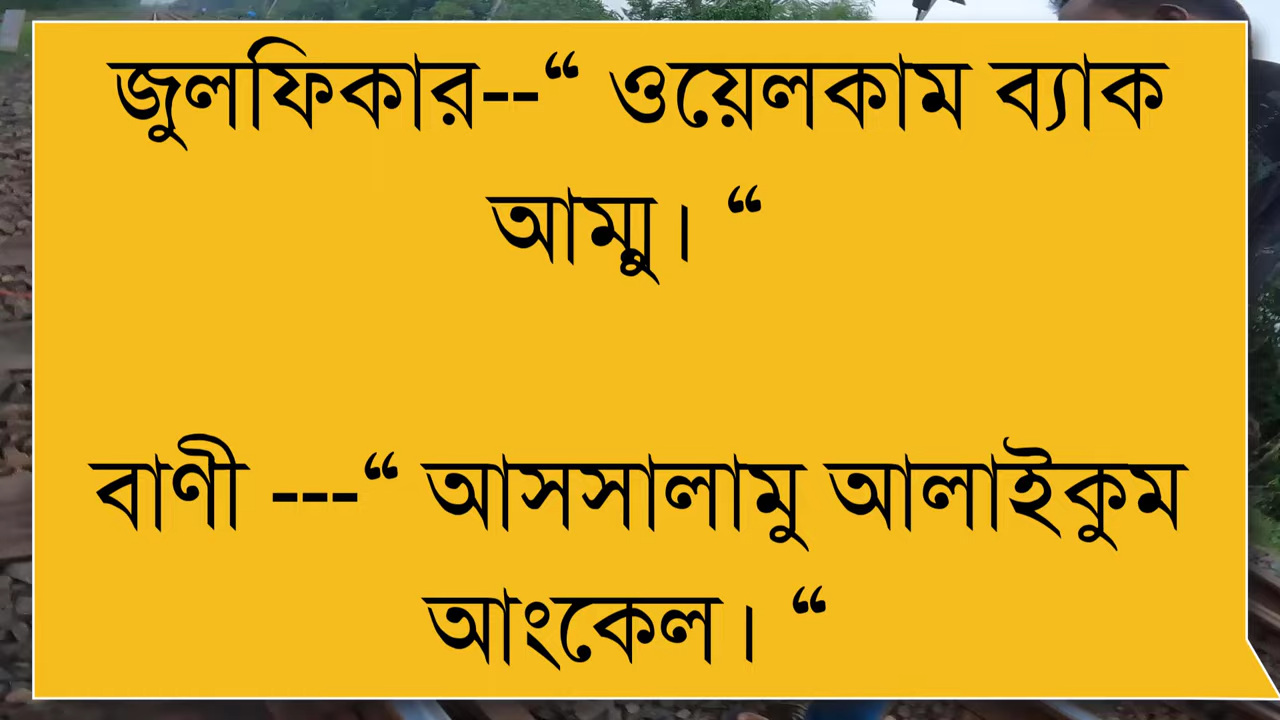 জুলফিকার--“ ওয়েলকাম ব্যাক
আম্মু। “
বাণী ---“ আসসালামু আলাইকুম
আংকেল। “